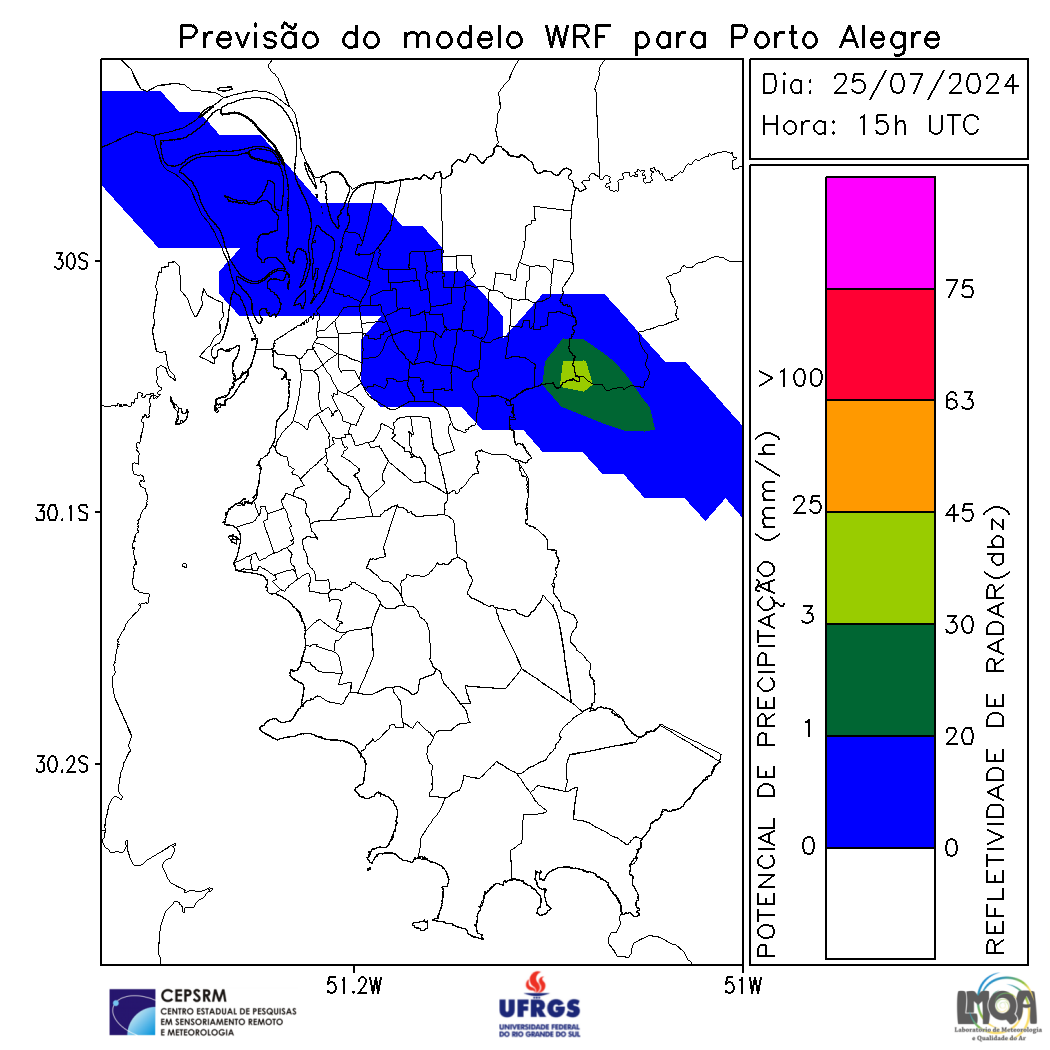 Previsão do modelo WRF para Porto Alegre
Dia: 25/07/2024
Hora: 15h UTC
30S
30.1S
30.2S
51.2W
51W
POTENCIAL DE PRECIPITAÇÃO (mm/h)
>100
25
3
1
0
75
63
45
30
20
0
REFLETIVIDADE DE RADAR(dbz)
CEPSRM
CENTRO ESTADUAL DE PESQUISAS
EM SENSORIAMENTO REMOTO
E METEOROLOGIA
UFRGS
UNIVERSIDADE FEDERAL
DO RIO GRANDE DO SUL
LMQA
Laboratório de Meteorologia
e Qualidade do Ar